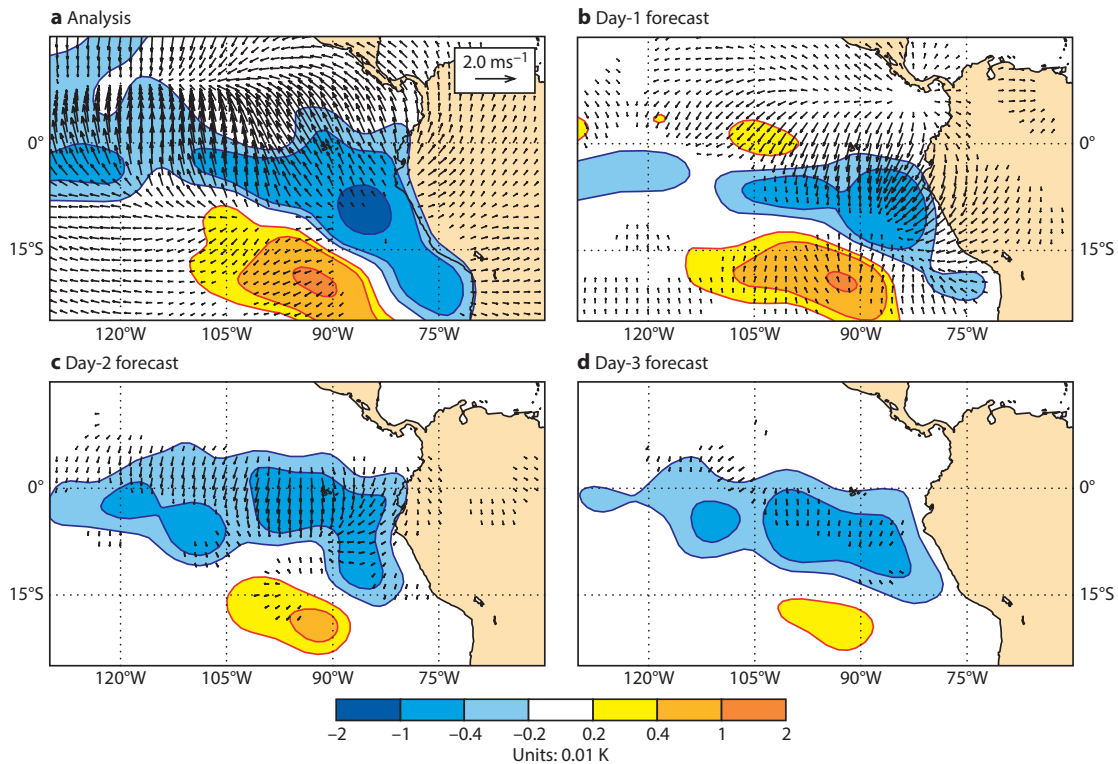 a Analysis
2.0 ms⁻¹
0°
15°S
120°W 105°W 90°W 75°W
b Day-1 forecast
0°
15°S
120°W 105°W 90°W 75°W
c Day-2 forecast
0°
15°S
120°W 105°W 90°W 75°W
d Day-3 forecast
0°
15°S
120°W 105°W 90°W 75°W
–2 –1 –0.4 –0.2 0.2 0.4 1 2
Units: 0.01 K